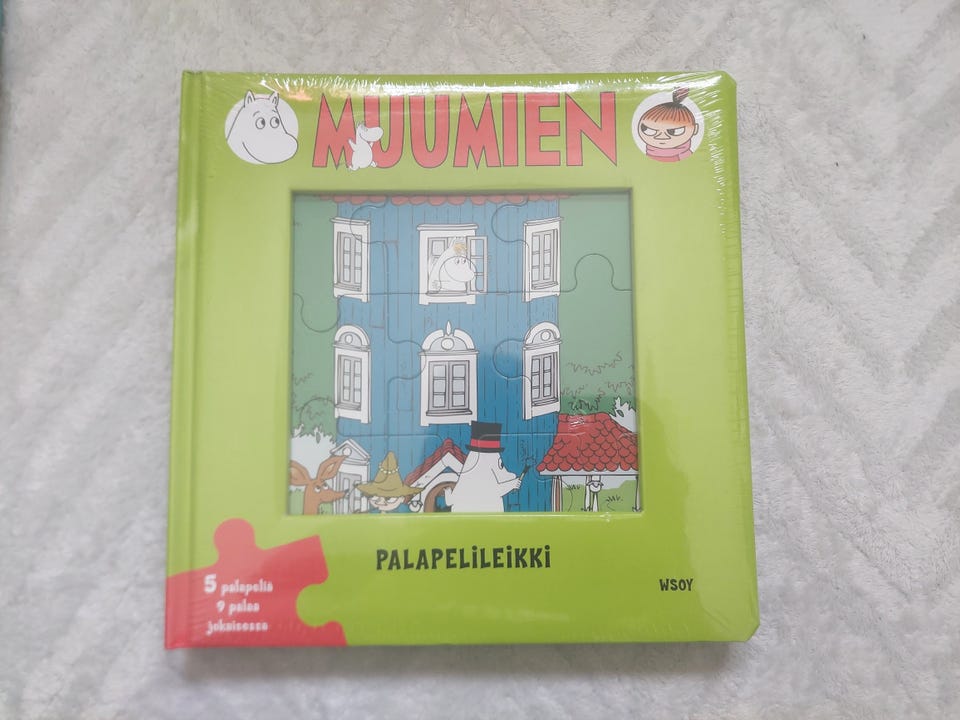 MUUMIEN
PALAPELILEIKKI
WSOY
5 palapeliä
9 palaa
jokaisessa